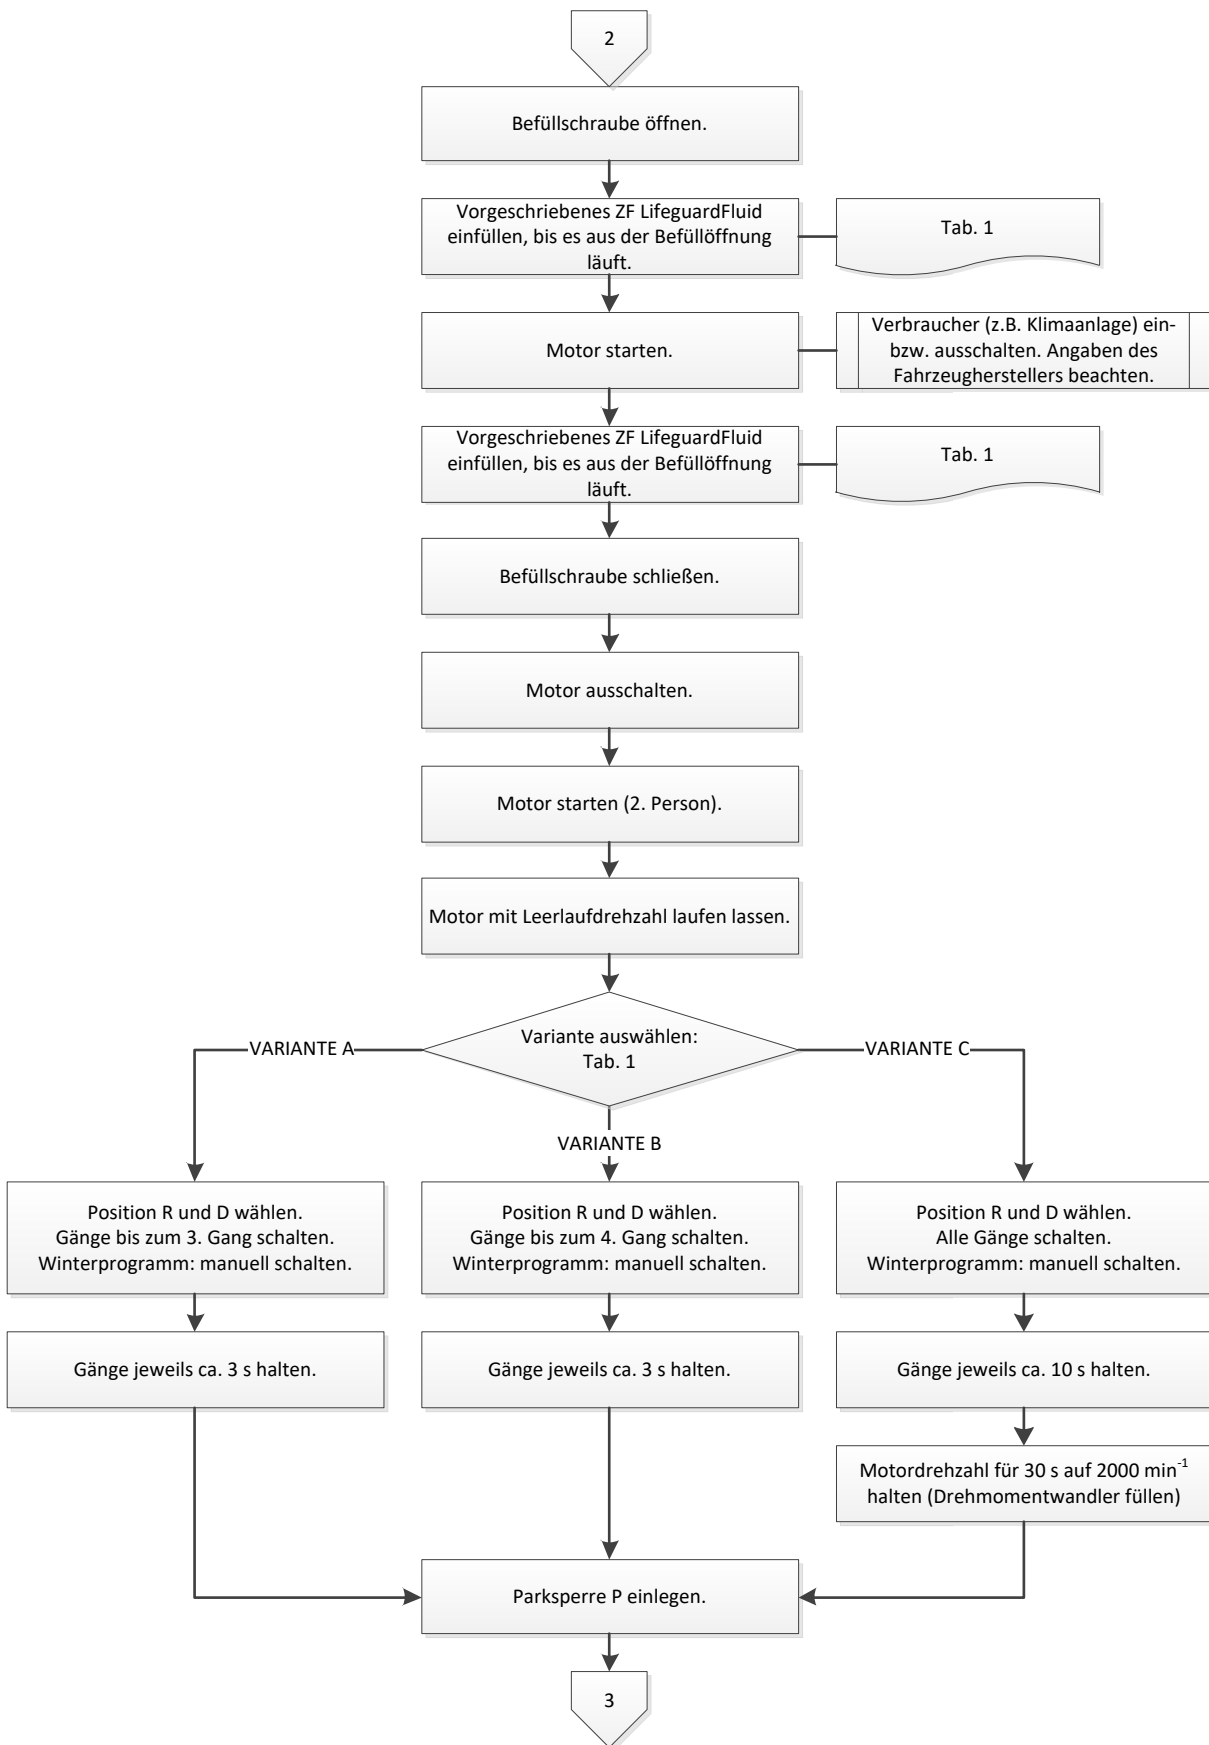 2
Befüllschraube öffnen.
Vorgeschriebenes ZF LifeguardFluid
einfüllen, bis es aus der Befüllöffnung
läuft.
Tab. 1
Motor starten.
Verbraucher (z.B. Klimaanlage) ein-
bzw. ausschalten. Angaben des
Fahrzeugherstellers beachten.
Vorgeschriebenes ZF LifeguardFluid
einfüllen, bis es aus der Befüllöffnung
läuft.
Tab. 1
Befüllschraube schließen.
Motor ausschalten.
Motor starten (2. Person).
Motor mit Leerlaufdrehzahl laufen lassen.
Variante auswählen:
Tab. 1
VARIANTE A
VARIANTE B
VARIANTE C
Position R und D wählen.
Gänge bis zum 3. Gang schalten.
Winterprogramm: manuell schalten.
Position R und D wählen.
Gänge bis zum 4. Gang schalten.
Winterprogramm: manuell schalten.
Position R und D wählen.
Alle Gänge schalten.
Winterprogramm: manuell schalten.
Gänge jeweils ca. 3 s halten.
Gänge jeweils ca. 3 s halten.
Gänge jeweils ca. 10 s halten.
Motordrehzahl für 30 s auf 2000 min⁻¹
halten (Drehmomentwandler füllen)
Parksperre P einlegen.
3